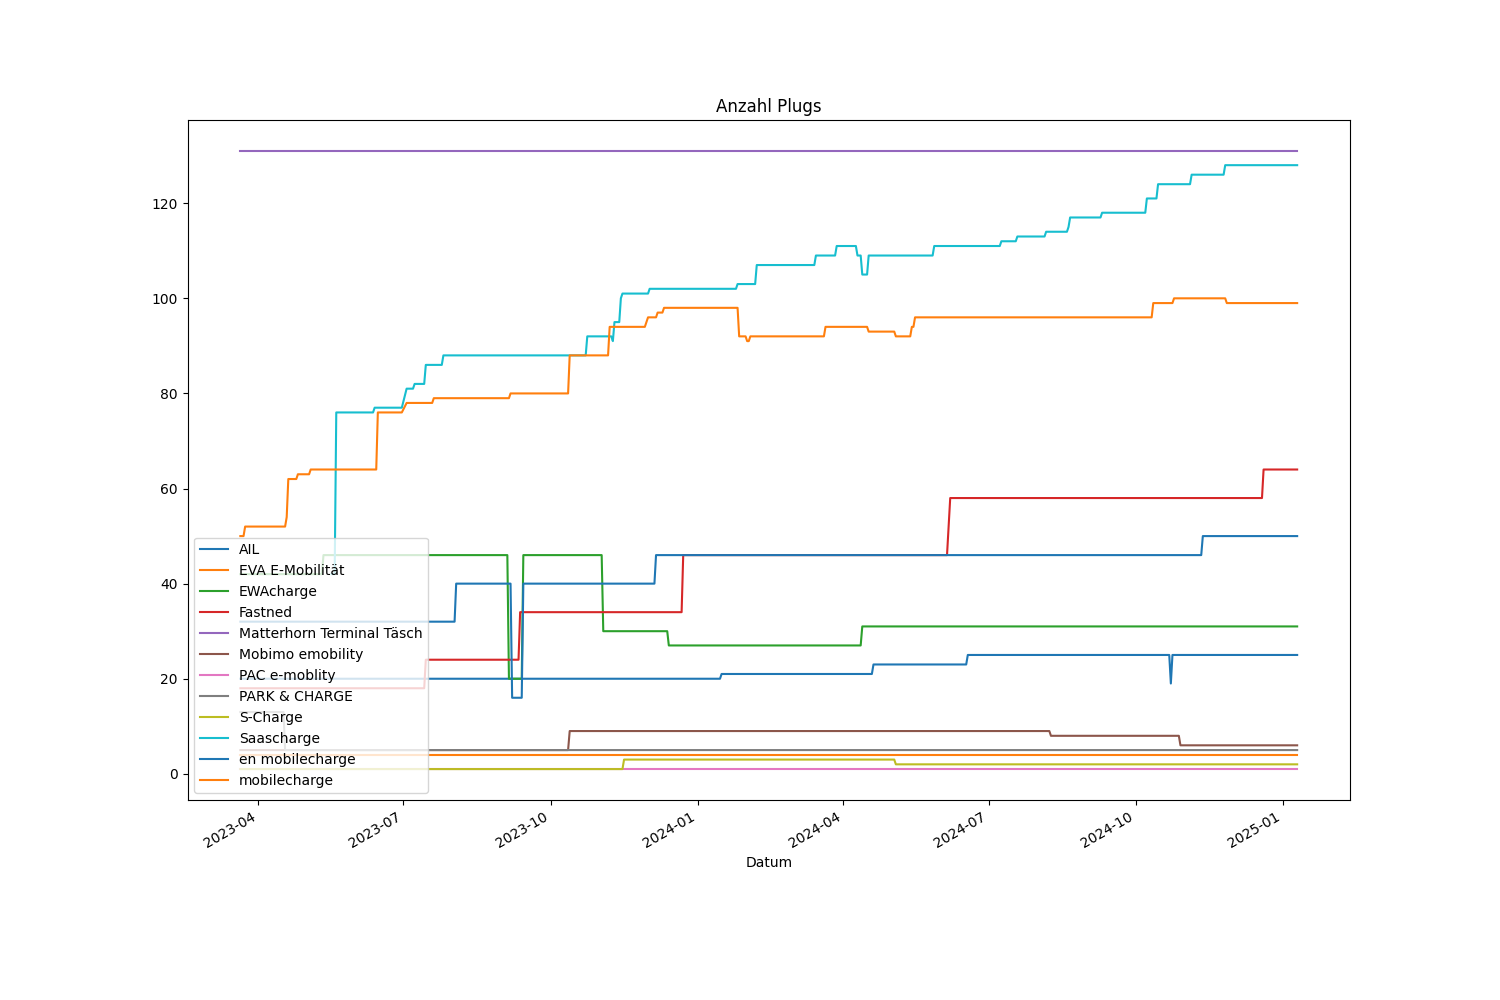 Anzahl Plugs
120
100
80
60
40
20
0
AIL
EVA E-Mobilität
EWAcharge
Fastned
Matterhorn Terminal Täsch
Mobimo emobility
PAC e-moblity
PARK & CHARGE
S-Charge
Saascharge
en mobilecharge
mobilecharge
2023-04
2023-07
2023-10
2024-01
2024-04
2024-07
2024-10
2025-01
Datum